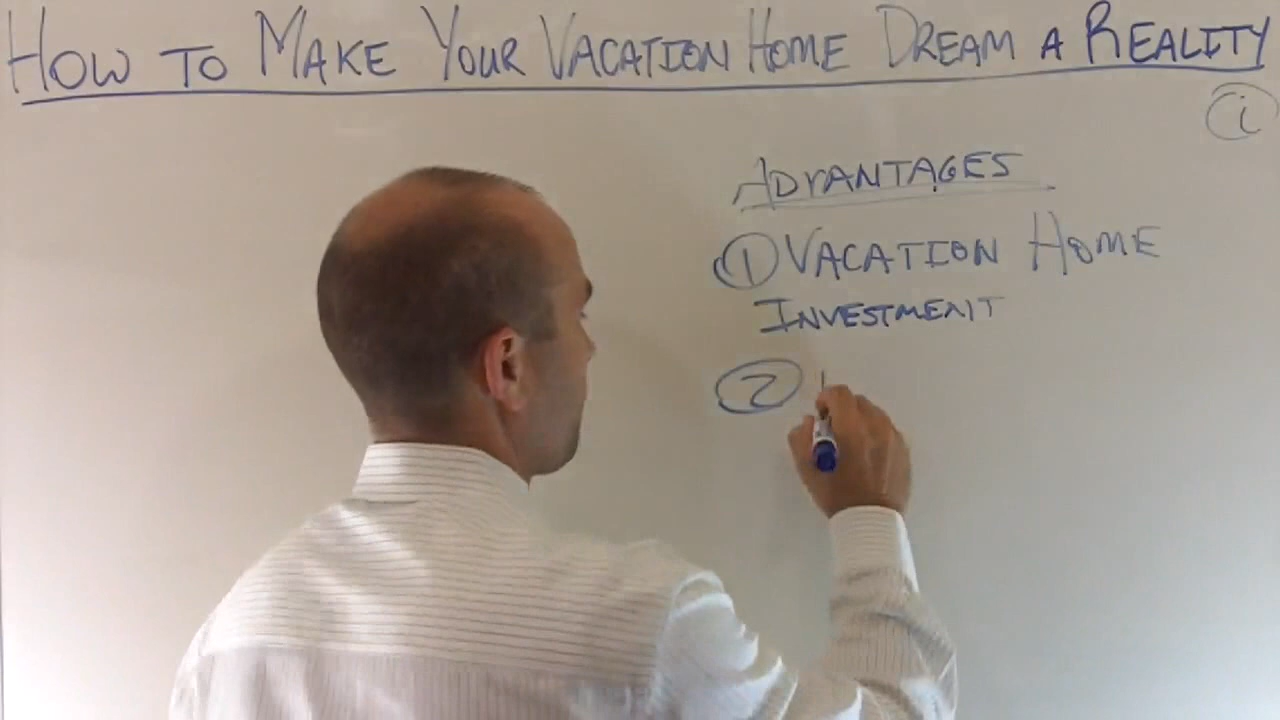 HOW TO MAKE YOUR VACATION HOME DREAM A REALITY
i
ADVANTAGES
1 VACATION HOME
INVESTMENT
2